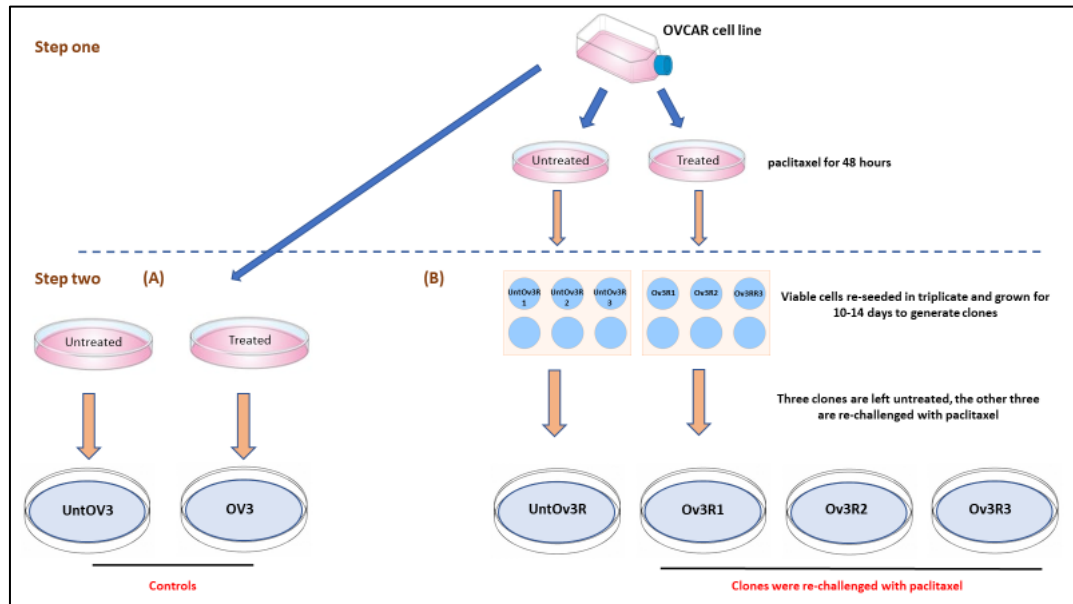 OVCAR cell line
Step one
Untreated
Treated
paclitaxel for 48 hours
Step two
(A)
(B)
UntOv3R
1
UntOv3R
2
UntOv3R
3
Ov3R1
Ov3R2
Ov3RR3
Viable cells re-seeded in triplicate and grown for
10-14 days to generate clones
Untreated
Treated
Three clones are left untreated, the other three
are re-challenged with paclitaxel
UntOV3
OV3
UntOv3R
Ov3R1
Ov3R2
Ov3R3
Controls
Clones were re-challenged with paclitaxel